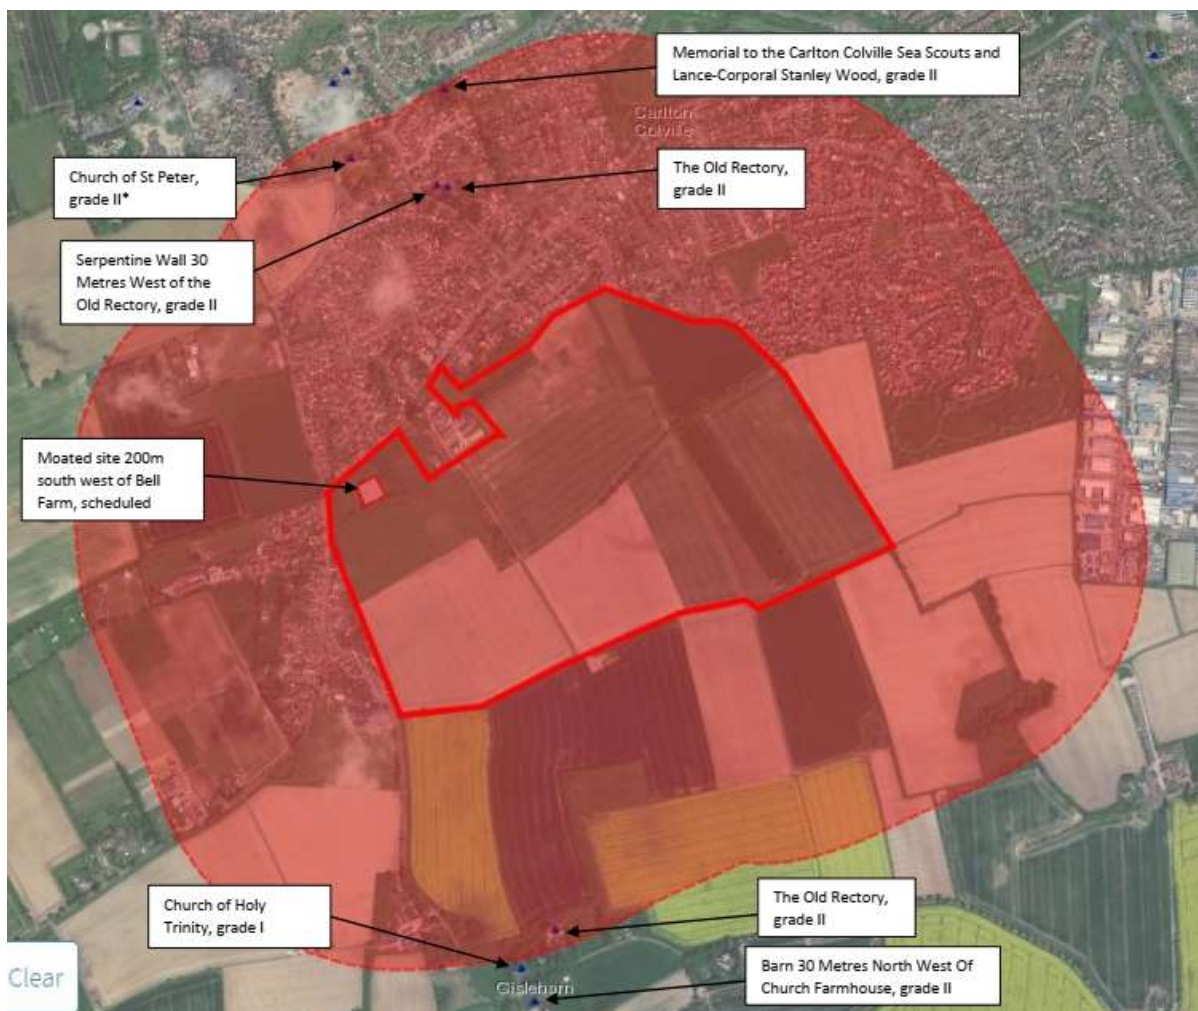 Memorial to the Carlton Colville Sea Scouts and
Lance-Corporal Stanley Wood, grade II
Carlton
Colville
Church of St Peter,
grade II*
The Old Rectory,
grade II
Serpentine Wall 30
Metres West of the
Old Rectory, grade II
Moated site 200m
south west of Bell
Farm, scheduled
Church of Holy
Trinity, grade I
The Old Rectory,
grade II
Clear
Gisleham
Barn 30 Metres North West Of
Church Farmhouse, grade II